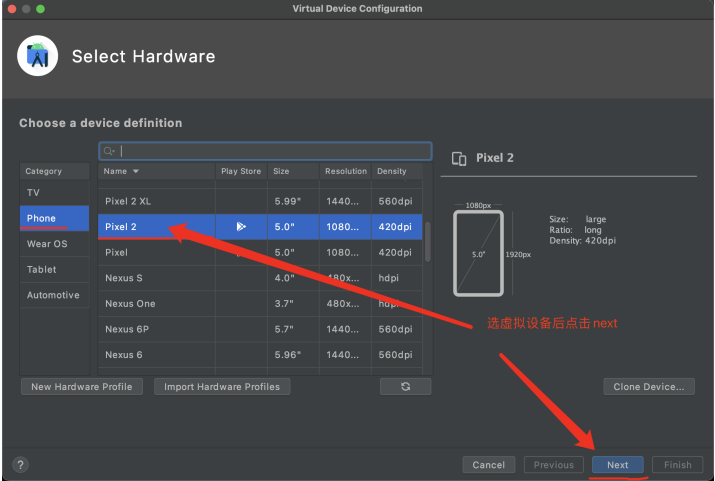 Virtual Device Configuration
Select Hardware
Choose a device definition
Category
TV
Phone
Wear OS
Tablet
Automotive
Name Play Store Size Resolution Density
Pixel 2 XL 5.99" 1440... 560dpi
Pixel 2 5.0" 1080... 420dpi
Pixel 5.0" 1080... 420dpi
Nexus S 4.0" 480x... hdpi
Nexus One 3.7" 480x... hdpi
Nexus 6P 5.7" 1440... 560dpi
Nexus 6 5.96" 1440... 560dpi
New Hardware Profile
Import Hardware Profiles
Pixel 2
1080px
5.0"
1920px
Size: large
Ratio: long
Density: 420dpi
选虚拟设备后点击next
Clone Device...
?
Cancel
Previous
Next
Finish